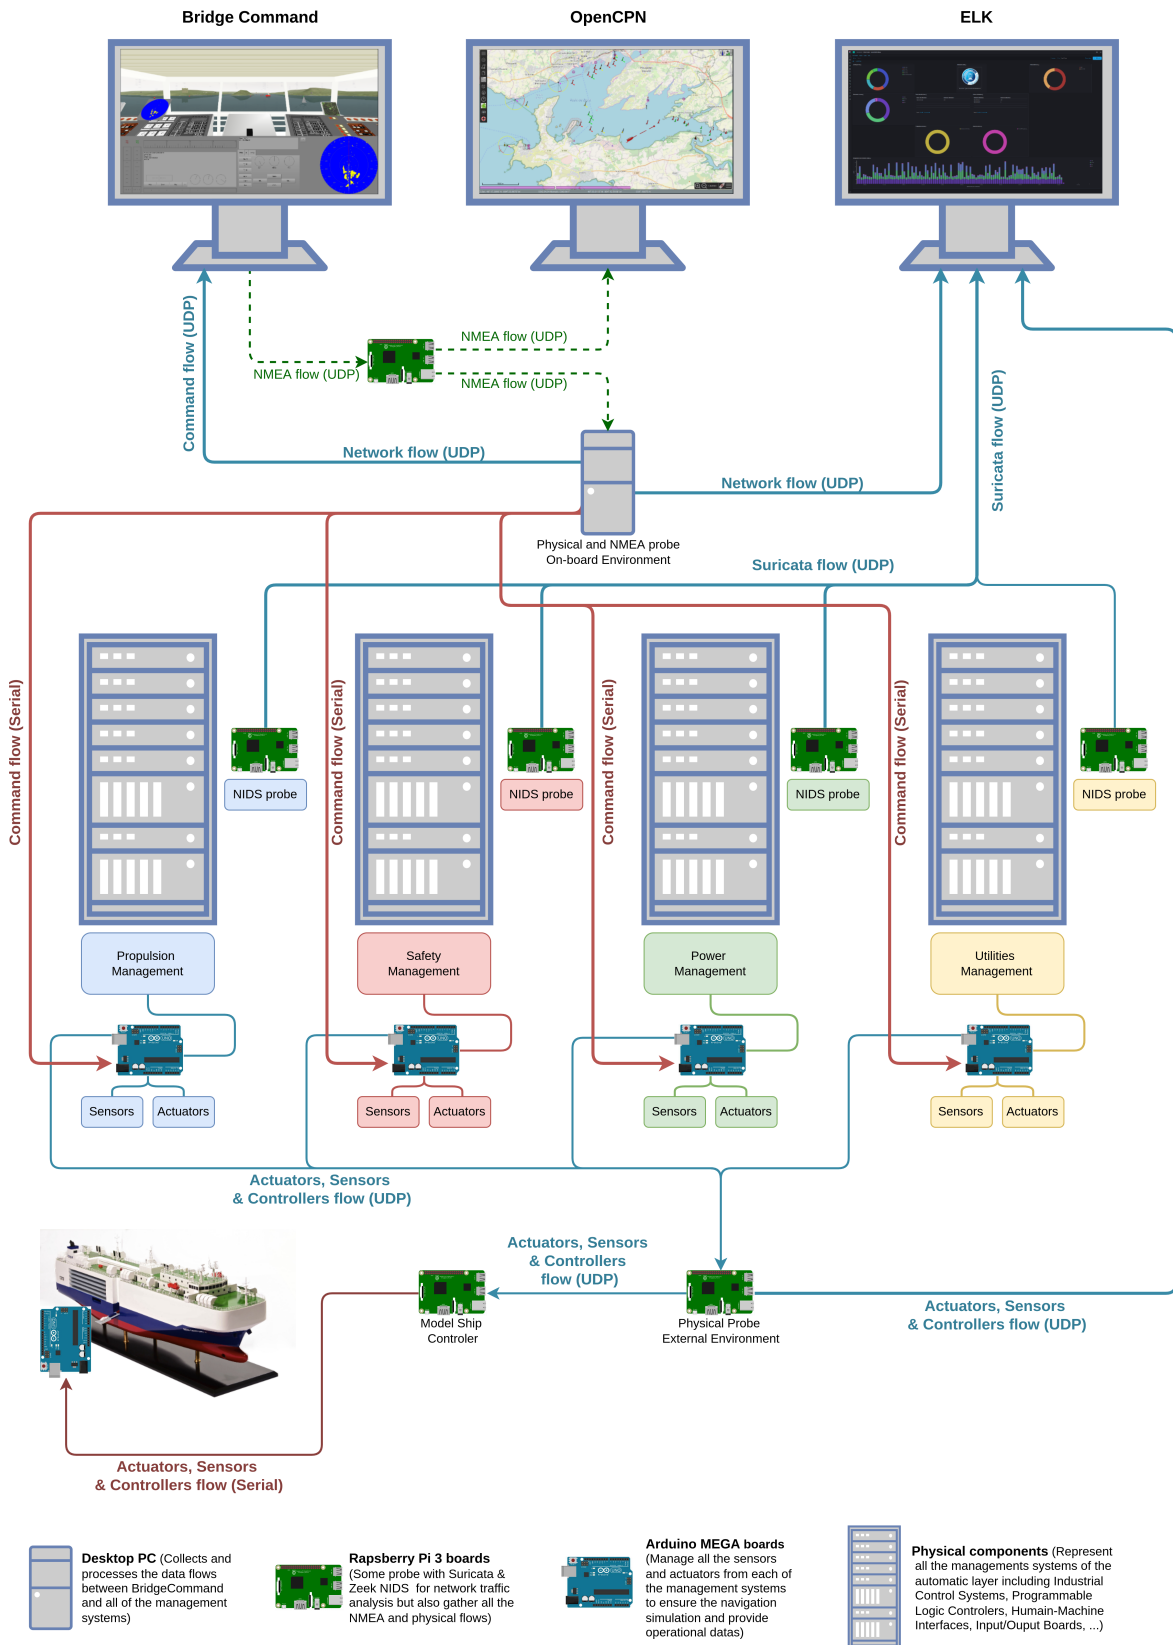 Bridge Command
OpenCPN
ELK
Command flow (UDP)
NMEA flow (UDP)
NMEA flow (UDP)
NMEA flow (UDP)
Suricata flow (UDP)
Network flow (UDP)
Network flow (UDP)
Physical and NMEA probe
On-board Environment
Suricata flow (UDP)
Command flow (Serial)
Command flow (Serial)
Command flow (Serial)
Command flow (Serial)
NIDS probe
NIDS probe
NIDS probe
NIDS probe
Propulsion
Management
Safety
Management
Power
Management
Utilities
Management
Sensors
Actuators
Sensors
Actuators
Sensors
Actuators
Sensors
Actuators
Actuators, Sensors
& Controllers flow (UDP)
Actuators, Sensors
& Controllers
flow (UDP)
Model Ship
Controler
Physical Probe
External Environment
Actuators, Sensors
& Controllers flow (UDP)
Actuators, Sensors
& Controllers flow (Serial)
Desktop PC (Collects and
processes the data flows
between BridgeCommand
and all of the management
systems)
Rapsberry Pi 3 boards
(Some probe with Suricata &
Zeek NIDS for network traffic
analysis but also gather all the
NMEA and physical flows)
Arduino MEGA boards
(Manage all the sensors
and actuators from each of
the management systems
to ensure the navigation
simulation and provide
operational datas)
Physical components (Represent
all the managements systems of the
automatic layer including Industrial
Control Systems, Programmable
Logic Controlers, Humain-Machine
Interfaces, Input/Ouput Boards, ...)